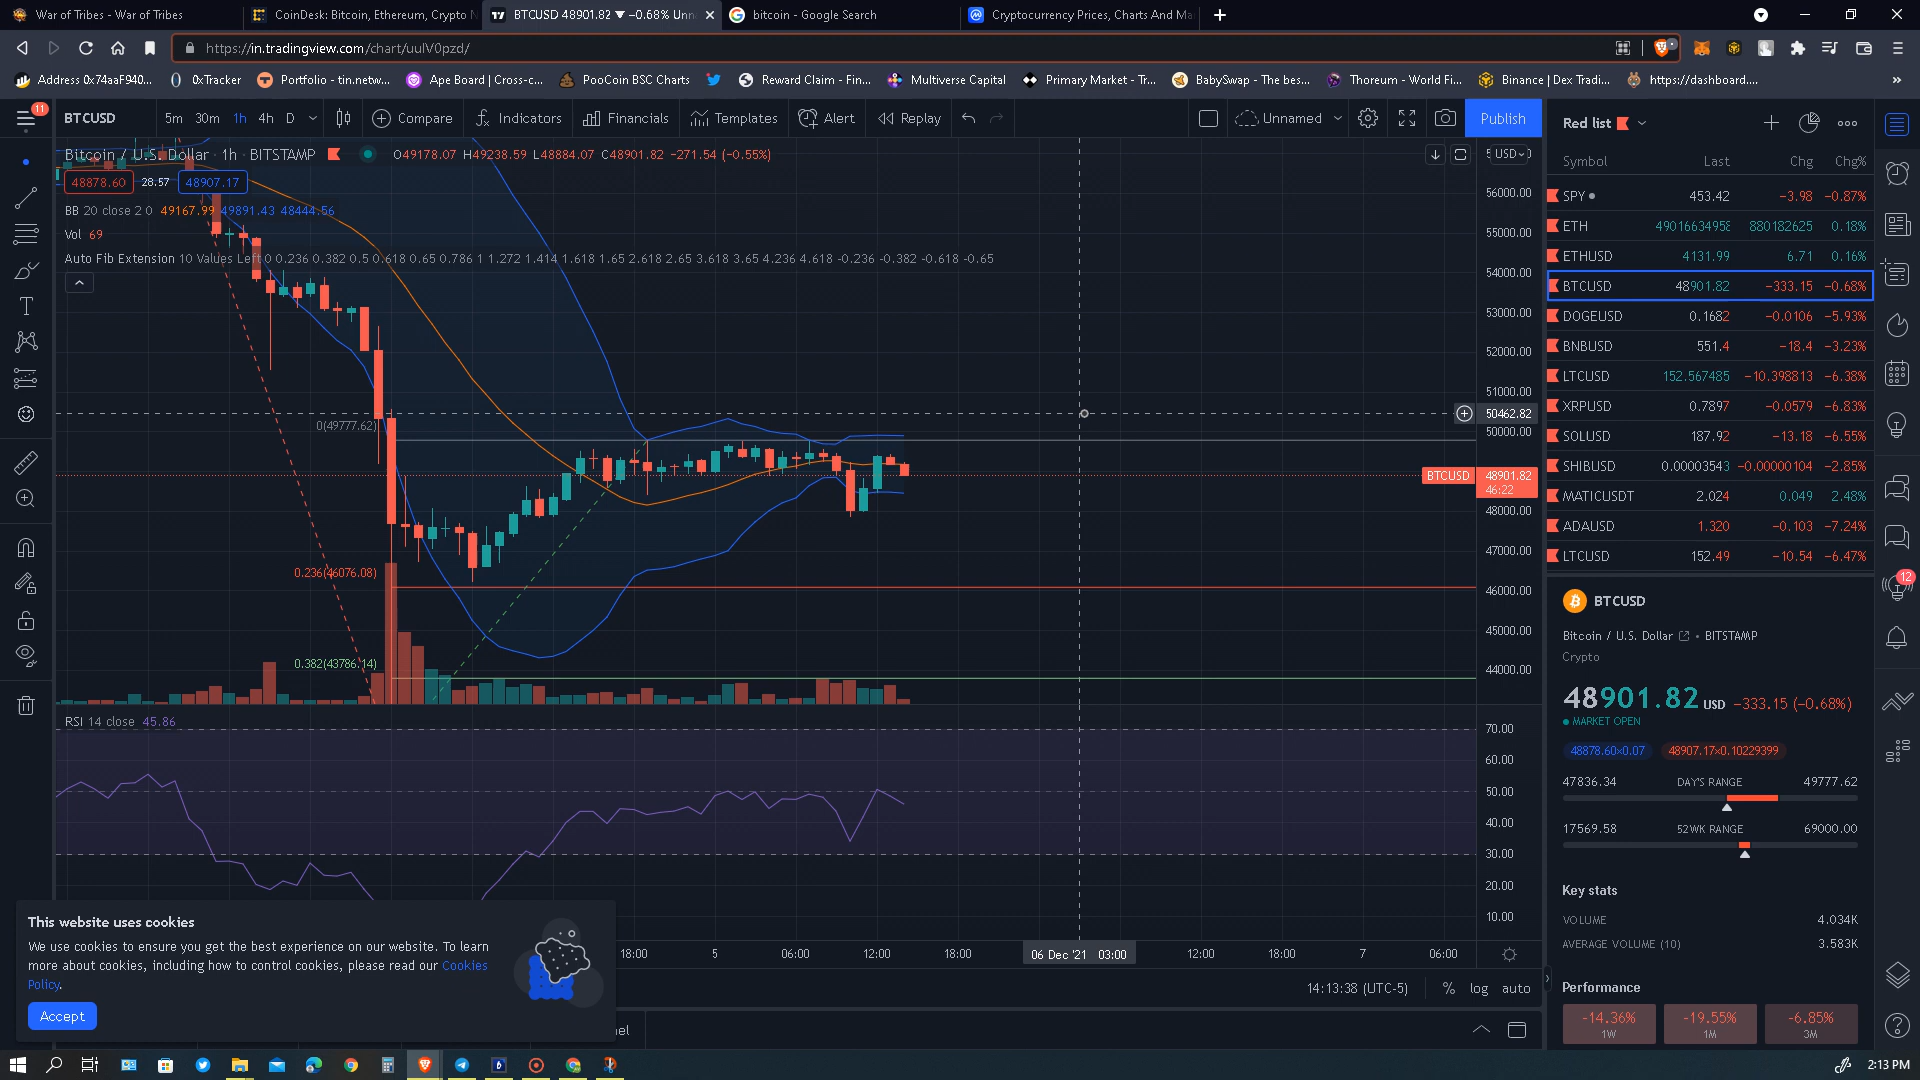 War of Tribes - War of Tribes
CoinDesk: Bitcoin, Ethereum, Crypto N
BTCUSD 48901.82 ▼ −0.68% Unn
bitcoin - Google Search
Cryptocurrency Prices, Charts And Ma
https://in.tradingview.com/chart/uulV0pzd/
Address 0x74aaF940...
0xTracker
Portfolio - tin.netw...
Ape Board | Cross-c...
PooCoin BSC Charts
Reward Claim - Fin...
Multiverse Capital
Primary Market - Tr...
BabySwap - The bes...
Thoreum - World Fi...
Binance | Dex Tradi...
https://dashboard....
11
BTCUSD
5m 30m 1h 4h D
Compare
Indicators
Financials
Templates
Alert
Replay
Unnamed
Publish
Bitcoin / U.S. Dollar · 1h · BITSTAMP
O49178.07 H49238.59 L48884.07 C48901.82 −271.54 (−0.55%)
48878.60 28.57 48907.17
BB 20 close 2 0 49167.99 49891.43 48444.56
Vol 69
Auto Fib Extension 10 Values Left 0 0.236 0.382 0.5 0.618 0.65 0.786 1 1.272 1.414 1.618 1.65 2.618 2.65 3.618 3.65 4.236 4.618 -0.236 -0.382 -0.618 -0.65
USD
56000.00
55000.00
54000.00
53000.00
52000.00
51000.00
50462.82
50000.00
BTCUSD 48901.82
46:22
48000.00
47000.00
46000.00
45000.00
44000.00
0(49777.62)
0.236(46076.08)
0.382(43786.14)
RSI 14 close 45.86
70.00
60.00
50.00
40.00
30.00
20.00
10.00
18:00 5 06:00 12:00 18:00 06 Dec '21 03:00 12:00 18:00 7 06:00
14:13:38 (UTC-5) % log auto
This website uses cookies
We use cookies to ensure you get the best experience on our website. To learn
more about cookies, including how to control cookies, please read our Cookies
Policy.
Accept
nel
Red list
Symbol Last Chg Chg%
SPY 453.42 −3.98 −0.87%
ETH 49016634958 880182625 0.18%
ETHUSD 4131.99 6.71 0.16%
BTCUSD 48901.82 −333.15 −0.68%
DOGEUSD 0.1682 −0.0106 −5.93%
BNBUSD 551.4 −18.4 −3.23%
LTCUSD 152.567485 −10.398813 −6.38%
XRPUSD 0.7897 −0.0579 −6.83%
SOLUSD 187.92 −13.18 −6.55%
SHIBUSD 0.00003543 −0.00000104 −2.85%
MATICUSDT 2.024 0.049 2.48%
ADAUSD 1.320 −0.103 −7.24%
LTCUSD 152.49 −10.54 −6.47%
12
BTCUSD
Bitcoin / U.S. Dollar • BITSTAMP
Crypto
48901.82 USD −333.15 (−0.68%)
MARKET OPEN
48878.60×0.07 48907.17×0.10229399
47836.34 DAY'S RANGE 49777.62
17569.58 52WK RANGE 69000.00
Key stats
VOLUME 4.034K
AVERAGE VOLUME (10) 3.583K
Performance
-14.36% -19.55% -6.85%
1W 1M 3M
2:13 PM